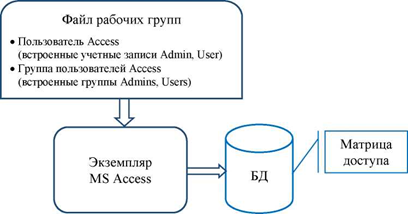 Файл рабочих групп
• Пользователь Access
(встроенные учетные записи Admin, User)
• Группа пользователей Access
(встроенные группы Admins, Users)
Экземпляр
MS Access
БД
Матрица
доступа